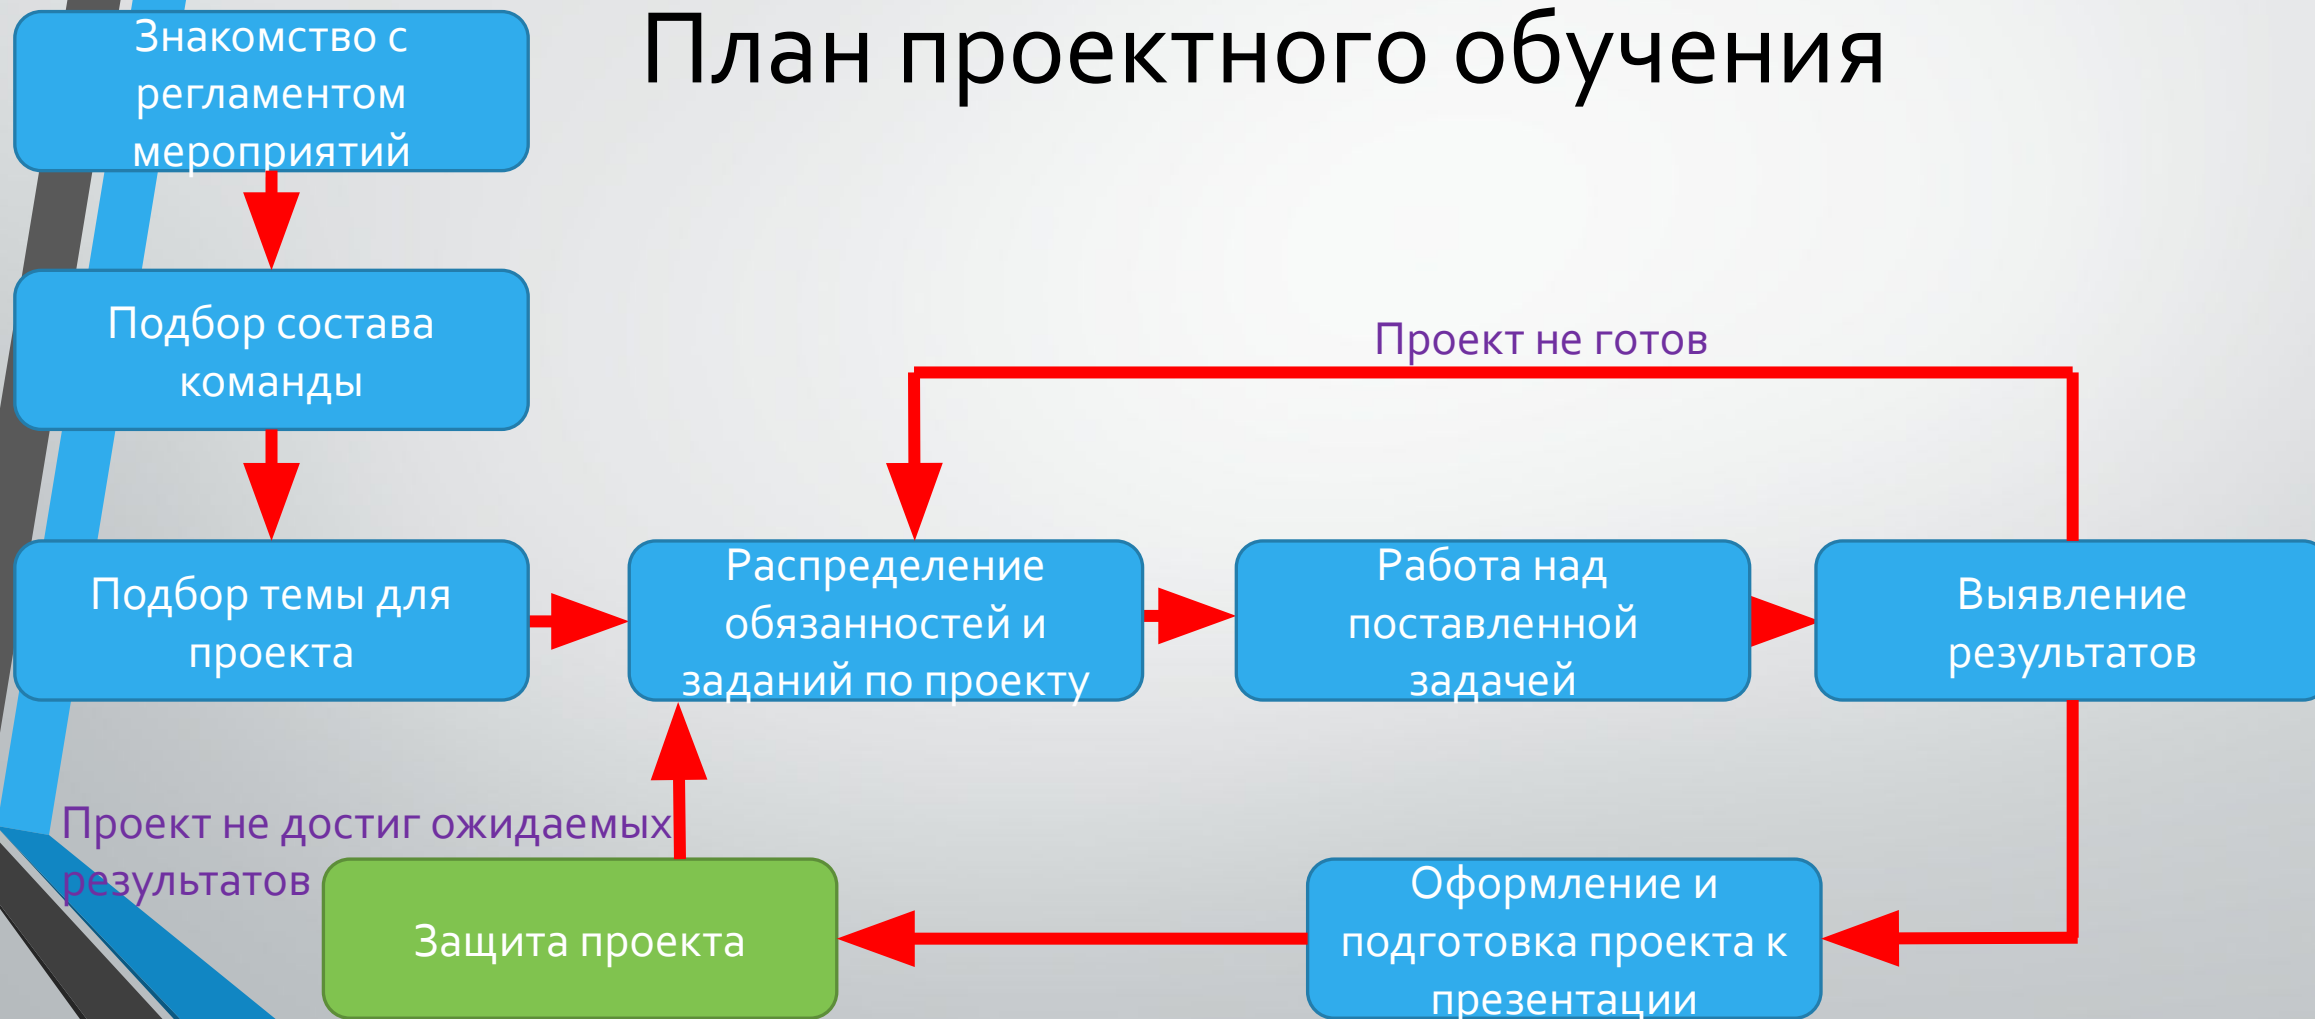 План проектного обучения
Знакомство с
регламентом
мероприятий
Подбор состава
команды
Проект не готов
Подбор темы для
проекта
Распределение
обязанностей и
заданий по проекту
Работа над
поставленной
задачей
Выявление
результатов
Проект не достиг ожидаемых
результатов
Защита проекта
Оформление и
подготовка проекта к
презентации